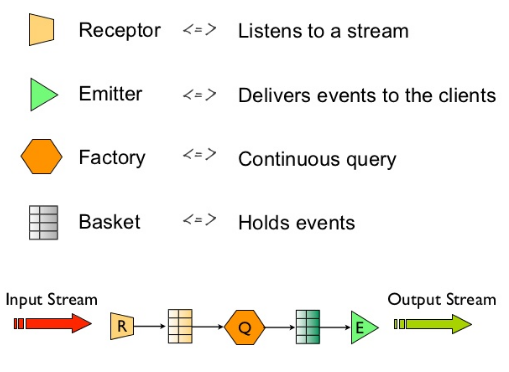 Receptor <=> Listens to a stream
Emitter <=> Delivers events to the clients
Factory <=> Continuous query
Basket <=> Holds events
Input Stream Output Stream
R Q E